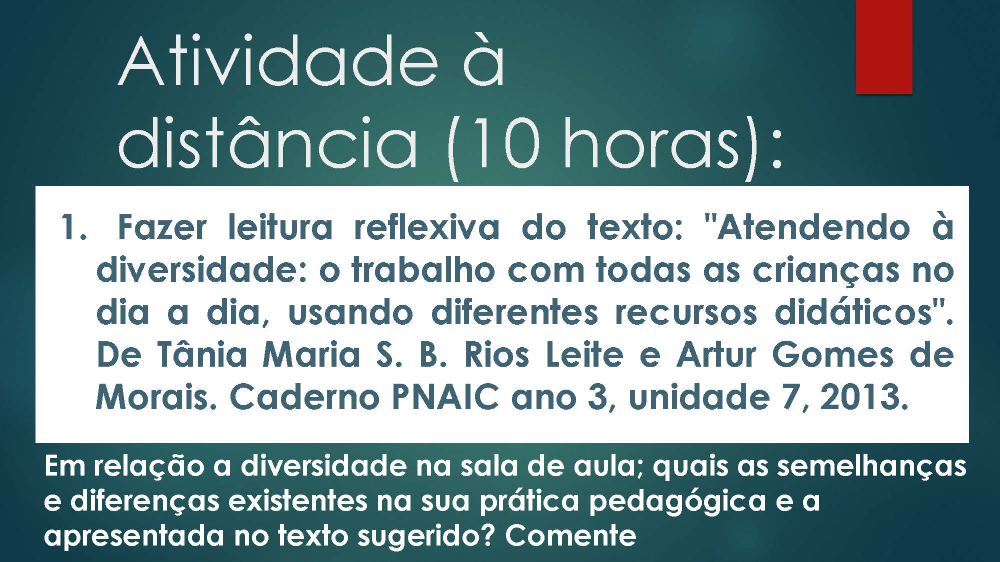 Atividade à
distância (10 horas):
1. Fazer leitura reflexiva do texto: "Atendendo à
diversidade: o trabalho com todas as crianças no
dia a dia, usando diferentes recursos didáticos".
De Tânia Maria S. B. Rios Leite e Artur Gomes de
Morais. Caderno PNAIC ano 3, unidade 7, 2013.
Em relação a diversidade na sala de aula; quais as semelhanças
e diferenças existentes na sua prática pedagógica e a
apresentada no texto sugerido? Comente